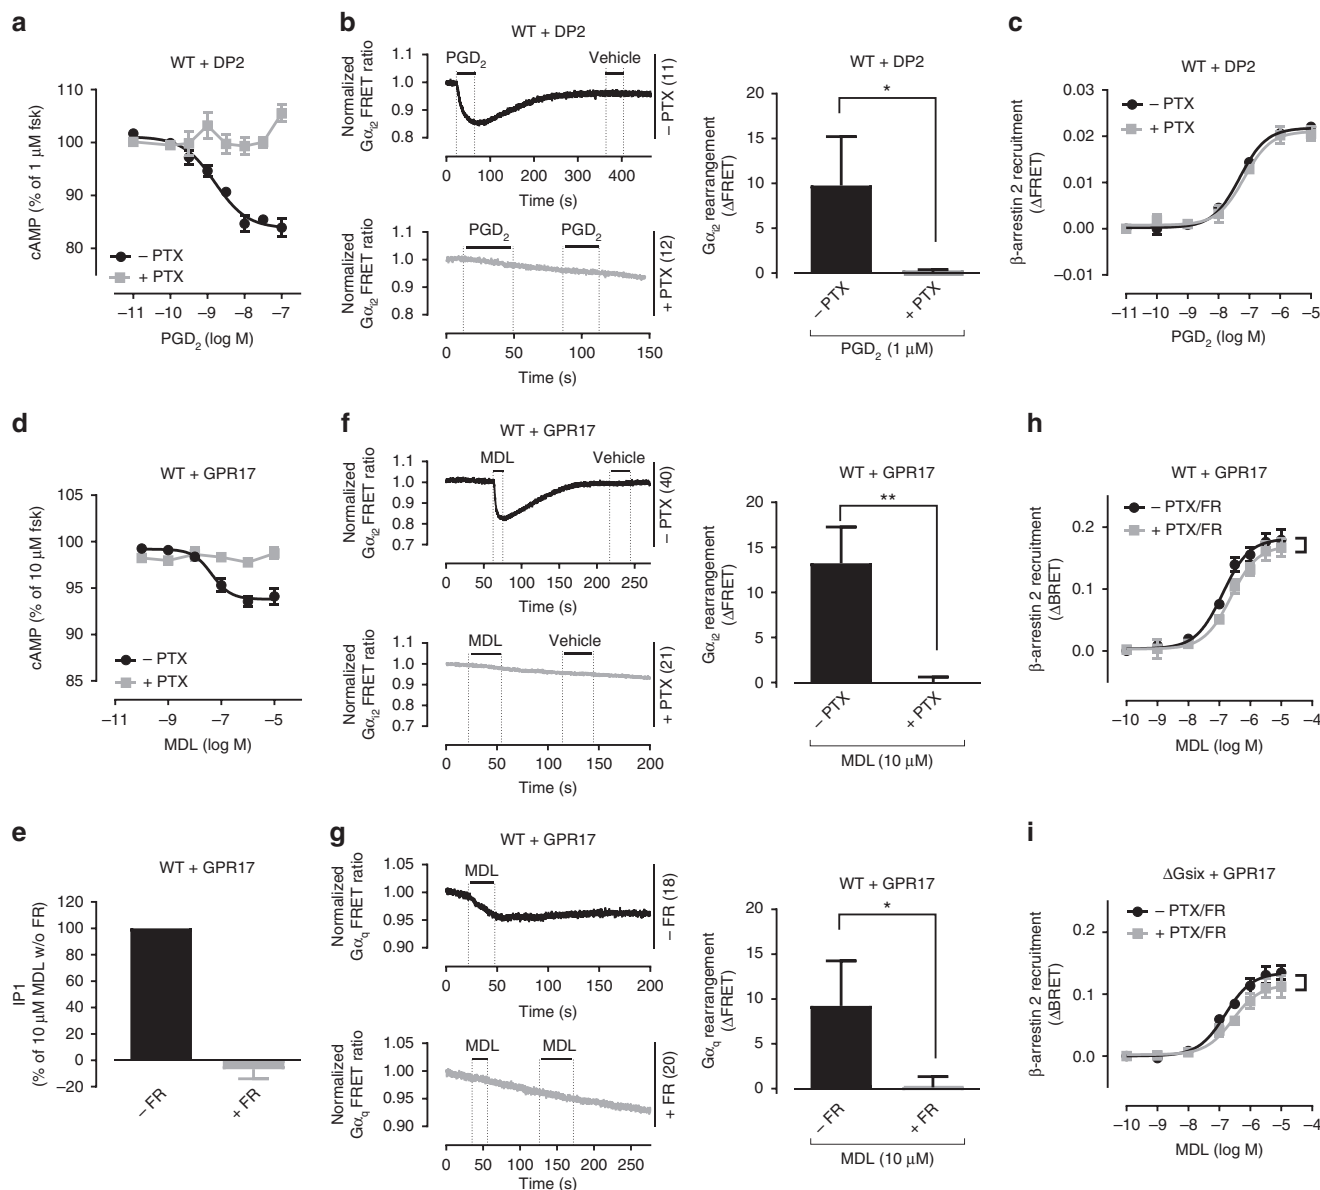 a
WT + DP2
cAMP (% of 1 μM fsk)
110
100
90
80
– PTX
+ PTX
–11 –10 –9 –8 –7
PGD2 (log M)
b
WT + DP2
Normalized
Gαi2 FRET ratio
1.1
1.0
0.9
0.8
PGD2
Vehicle
– PTX (11)
0 100 200 300 400
Time (s)
Normalized
Gαi2 FRET ratio
1.1
1.0
0.9
0.8
PGD2
PGD2
+ PTX (12)
0 50 100 150
Time (s)
WT + DP2
Gαi2 rearrangement
(ΔFRET)
20
15
10
5
0
*
– PTX
+ PTX
PGD2 (1 μM)
c
WT + DP2
β-arrestin 2 recruitment
(ΔFRET)
0.03
0.02
0.01
0.00
–0.01
– PTX
+ PTX
–11 –10 –9 –8 –7 –6 –5
PGD2 (log M)
d
WT + GPR17
cAMP (% of 10 μM fsk)
105
100
95
90
85
– PTX
+ PTX
–11 –9 –7 –5
MDL (log M)
f
WT + GPR17
Normalized
Gαi2 FRET ratio
1.1
1.0
0.9
0.8
0.7
MDL
Vehicle
– PTX (40)
0 50 100 150 200 250
Time (s)
Normalized
Gαi2 FRET ratio
1.1
1.0
0.9
0.8
0.7
MDL
Vehicle
+ PTX (21)
0 50 100 150 200
Time (s)
WT + GPR17
Gαi2 rearrangement
(ΔFRET)
20
15
10
5
0
**
– PTX
+ PTX
MDL (10 μM)
h
WT + GPR17
β-arrestin 2 recruitment
(ΔBRET)
0.2
0.1
0.0
– PTX/FR
+ PTX/FR
–10 –9 –8 –7 –6 –5 –4
MDL (log M)
e
WT + GPR17
IP1
(% of 10 μM MDL w/o FR)
120
100
80
60
40
20
0
–20
– FR
+ FR
g
WT + GPR17
Normalized
Gαq FRET ratio
1.05
1.00
0.95
0.90
MDL
– FR (18)
0 50 100 150 200
Time (s)
Normalized
Gαq FRET ratio
1.05
1.00
0.95
0.90
MDL
MDL
+ FR (20)
0 50 100 150 200 250
Time (s)
WT + GPR17
Gαq rearrangement
(ΔFRET)
20
15
10
5
0
*
– FR
+ FR
MDL (10 μM)
i
ΔGsix + GPR17
β-arrestin 2 recruitment
(ΔBRET)
0.2
0.1
0.0
– PTX/FR
+ PTX/FR
–10 –9 –8 –7 –6 –5 –4
MDL (log M)